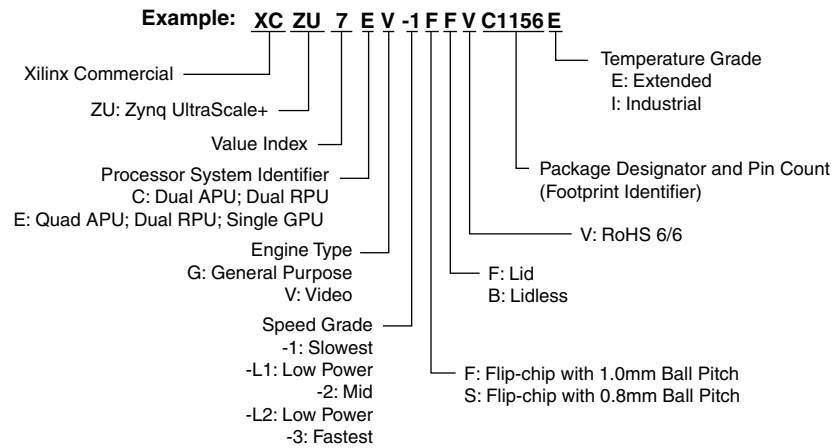 Example: XC ZU 7 E V -1 F F V C1156 E
Xilinx Commercial
ZU: Zynq UltraScale+
Value Index
Processor System Identifier
C: Dual APU; Dual RPU
E: Quad APU; Dual RPU; Single GPU
Engine Type
G: General Purpose
V: Video
Speed Grade
-1: Slowest
-L1: Low Power
-2: Mid
-L2: Low Power
-3: Fastest
Temperature Grade
E: Extended
I: Industrial
Package Designator and Pin Count
(Footprint Identifier)
V: RoHS 6/6
F: Lid
B: Lidless
F: Flip-chip with 1.0mm Ball Pitch
S: Flip-chip with 0.8mm Ball Pitch